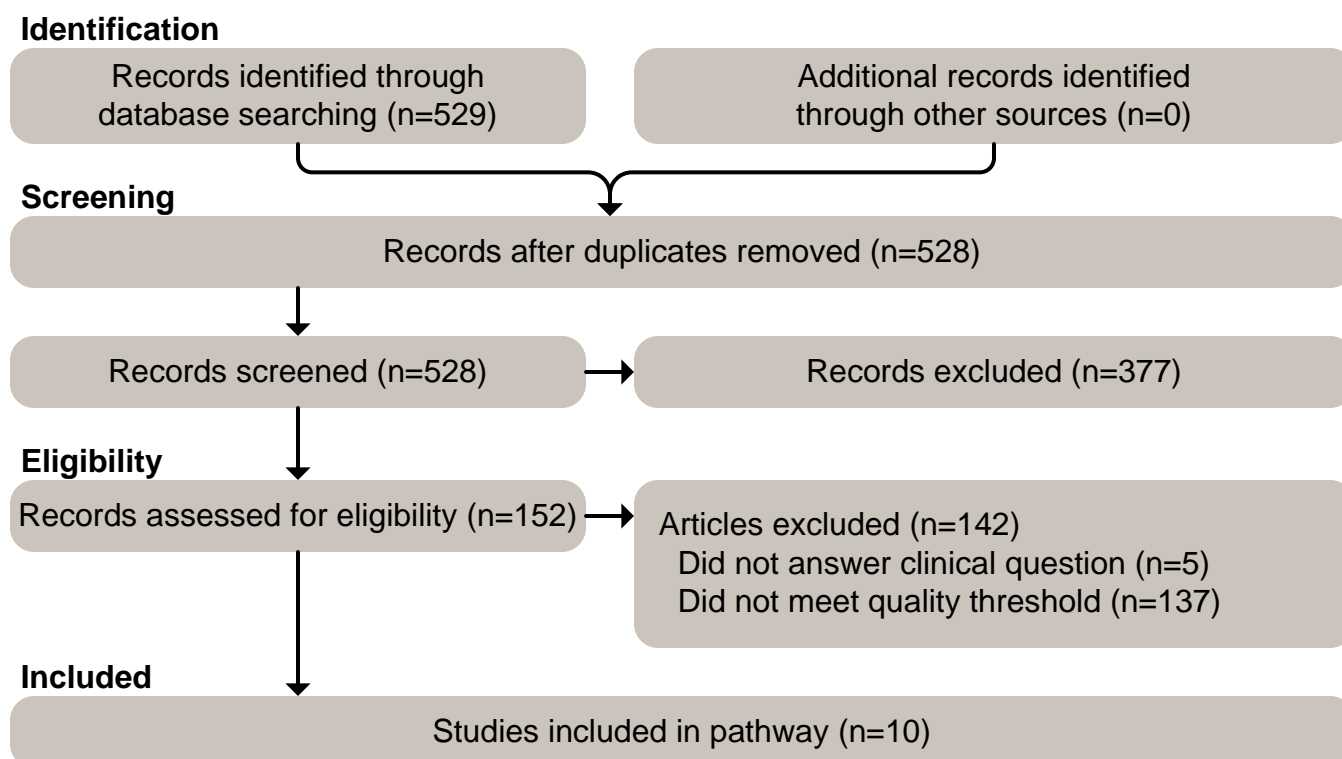 Identification
Records identified through
database searching (n=529)
Additional records identified
through other sources (n=0)
Screening
Records after duplicates removed (n=528)
Records screened (n=528)
Records excluded (n=377)
Eligibility
Records assessed for eligibility (n=152)
Articles excluded (n=142)
Did not answer clinical question (n=5)
Did not meet quality threshold (n=137)
Included
Studies included in pathway (n=10)